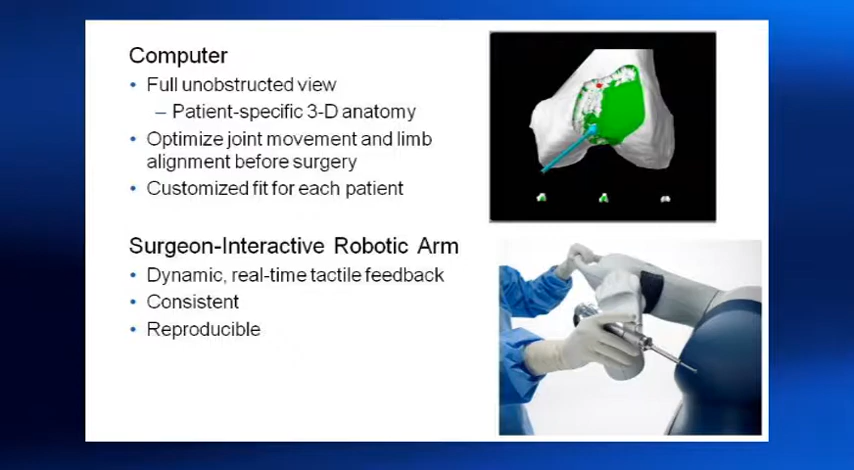 Computer
• Full unobstructed view
– Patient-specific 3-D anatomy
• Optimize joint movement and limb
alignment before surgery
• Customized fit for each patient
Surgeon-Interactive Robotic Arm
• Dynamic, real-time tactile feedback
• Consistent
• Reproducible